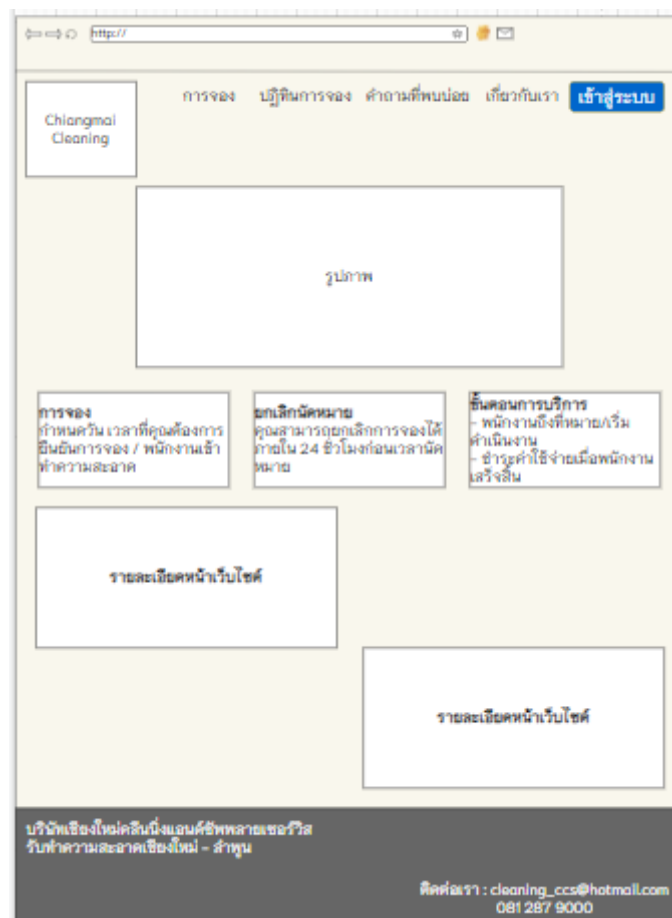 http://
Chiangmai
Cleaning
การจอง ปฏิทินการจอง คำถามที่พบบ่อย เกี่ยวกับเรา เข้าสู่ระบบ
รูปภาพ
การจอง
กำหนดวัน เวลาที่คุณต้องการ
ยืนยันการจอง / พนักงานเข้า
ทำความสะอาด
ยกเลิกนัดหมาย
คุณสามารถยกเลิกการจองได้
ภายใน 24 ชั่วโมงก่อนเวลานัด
หมาย
ขั้นตอนการบริการ
- พนักงานถึงที่หมาย/เริ่ม
ดำเนินงาน
- ชำระค่าใช้จ่ายเมื่อพนักงาน
เสร็จสิ้น
รายละเอียดหน้าเว็บไซต์
รายละเอียดหน้าเว็บไซต์
บริษัทเชียงใหม่คลีนนิ่งแอนด์ซัพพลายเซอร์วิส
รับทำความสะอาดเชียงใหม่ - ลำพูน
ติดต่อเรา : cleaning_ccs@hotmail.com
081 287 9000